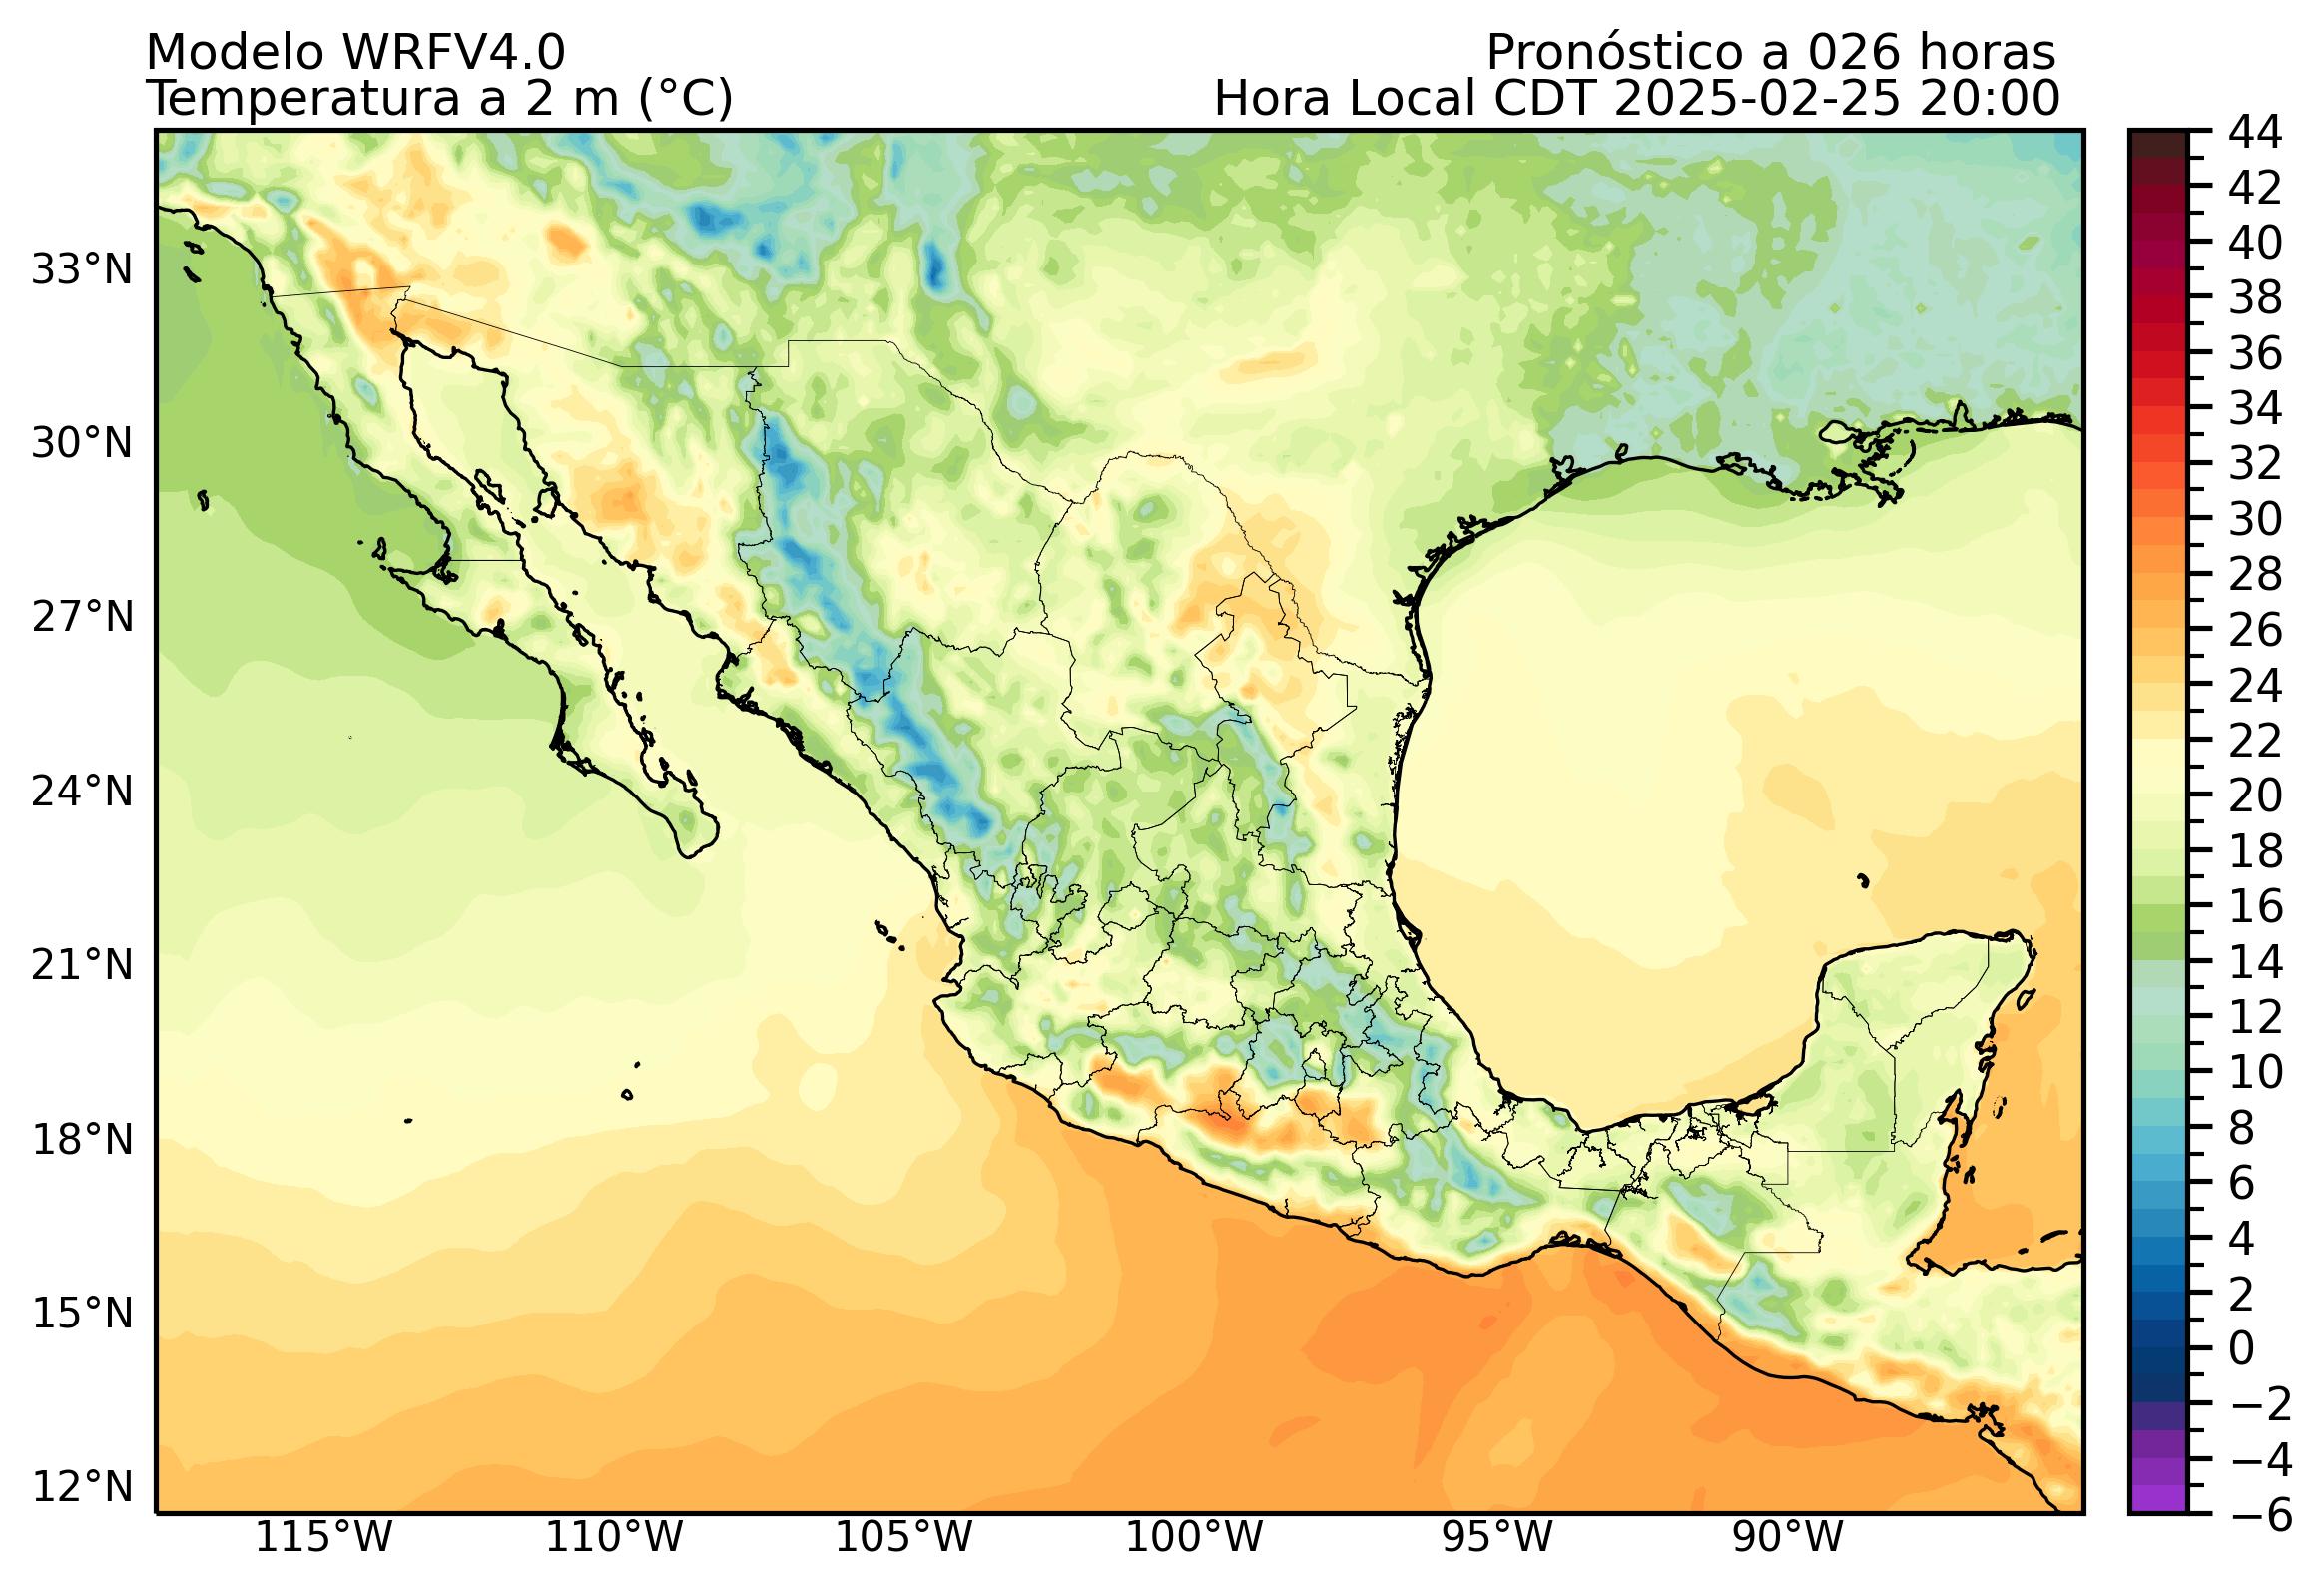 Modelo WRFV4.0
Pronóstico a 026 horas
Temperatura a 2 m (°C)
Hora Local CDT 2025-02-25 20:00
33°N
30°N
27°N
24°N
21°N
18°N
15°N
12°N
115°W
110°W
105°W
100°W
95°W
90°W
44
42
40
38
36
34
32
30
28
26
24
22
20
18
16
14
12
10
8
6
4
2
0
−2
−4
−6